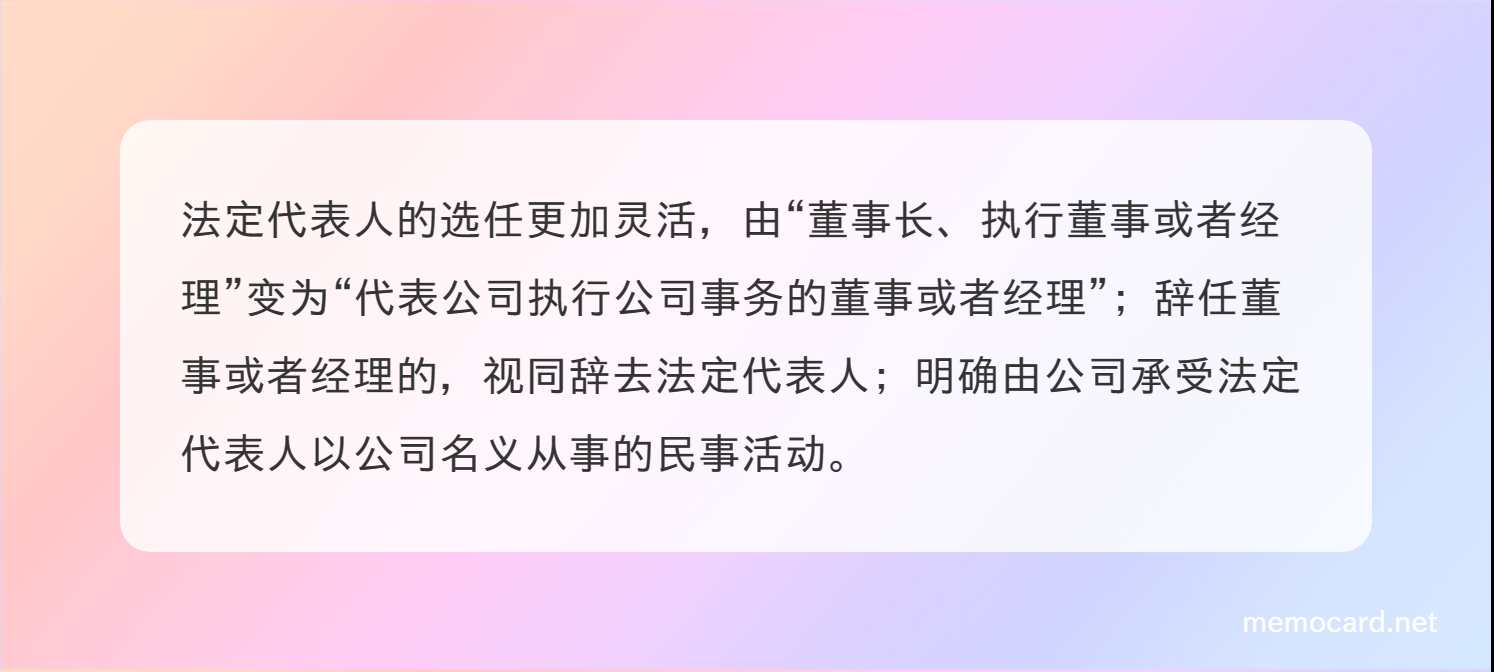 法定代表人的选任更加灵活，由“董事长、执行董事或者经
理”变为“代表公司执行公司事务的董事或者经理”；辞任董
事或者经理的，视同辞去法定代表人；明确由公司承受法定
代表人以公司名义从事的民事活动。
memocard.net